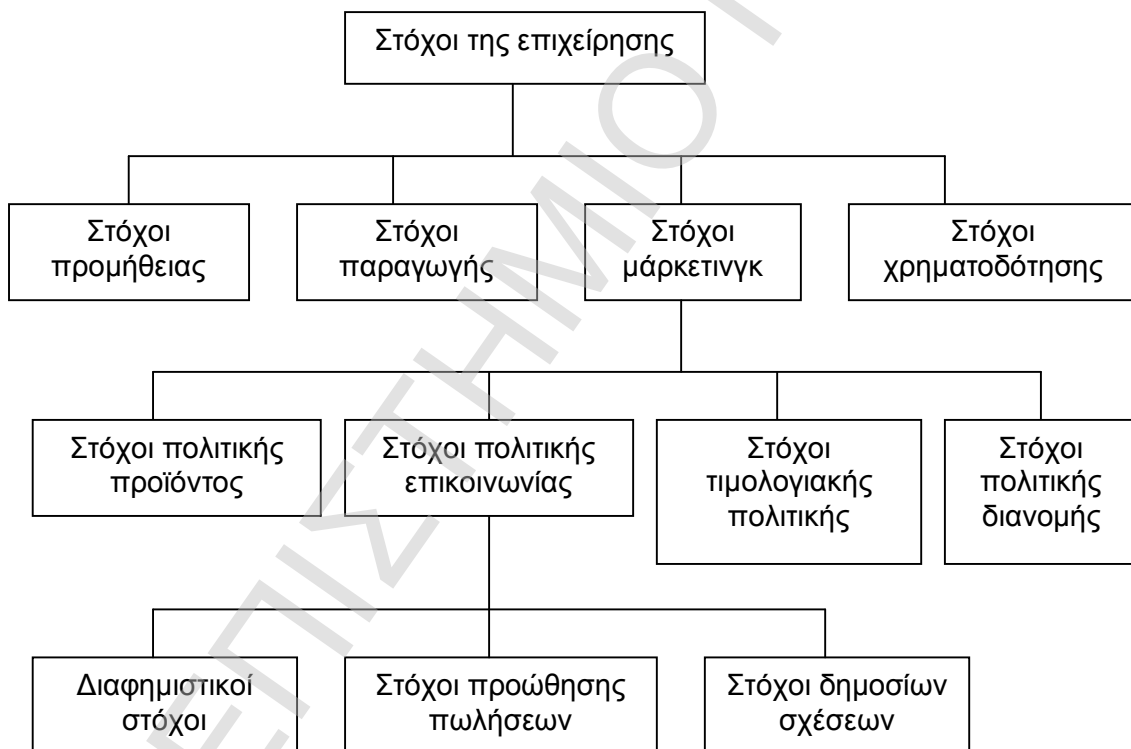 Στόχοι της επιχείρησης
Στόχοι
προμήθειας
Στόχοι
παραγωγής
Στόχοι
μάρκετινγκ
Στόχοι
χρηματοδότησης
Στόχοι πολιτικής
προϊόντος
Στόχοι πολιτικής
επικοινωνίας
Στόχοι
τιμολογιακής
πολιτικής
Στόχοι
πολιτικής
διανομής
Διαφημιστικοί
στόχοι
Στόχοι προώθησης
πωλήσεων
Στόχοι δημοσίων
σχέσεων